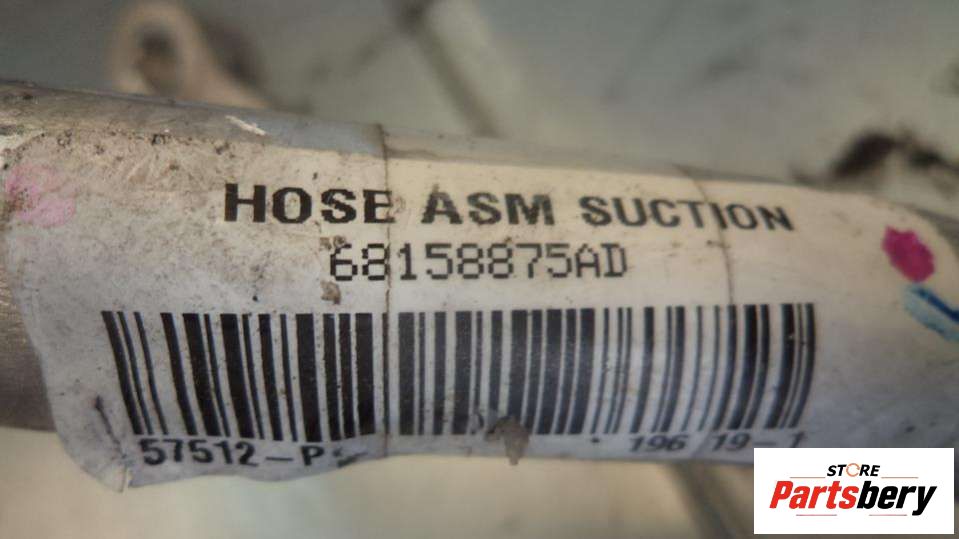 HOSE ASM SUCTION
68158875AD
57512-P
196 19-1
STORE
Partsbery